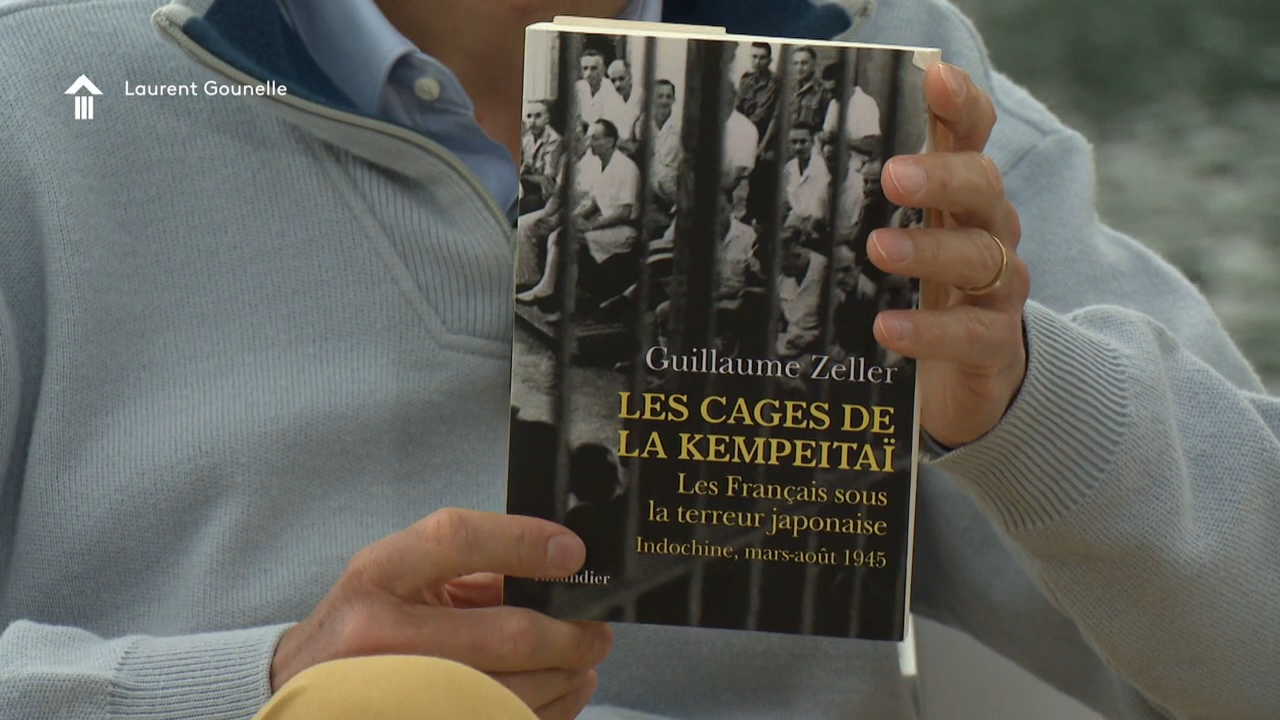 Laurent Gounelle
Guillaume Zeller
LES CAGES DE
LA KEMPEITAÏ
Les Français sous
la terreur japonaise
Indochine, mars-août 1945